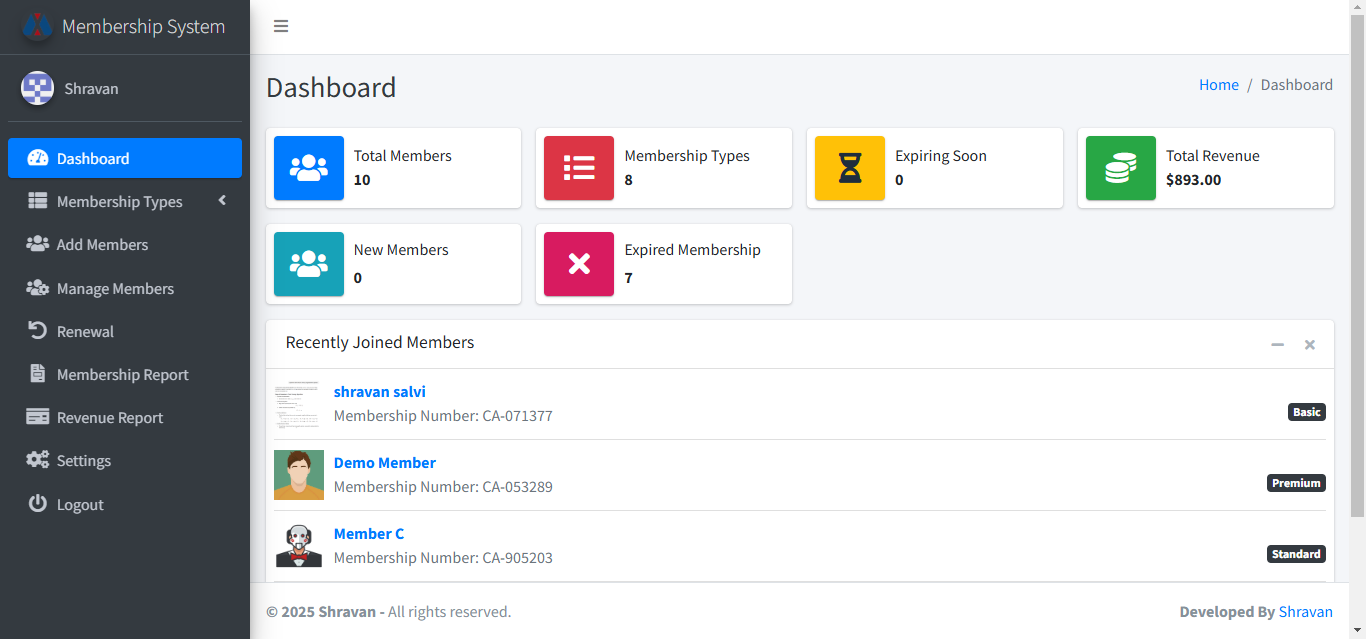 Membership System
Shravan
Dashboard
Membership Types
Add Members
Manage Members
Renewal
Membership Report
Revenue Report
Settings
Logout
Dashboard
Home / Dashboard
Total Members
10
Membership Types
8
Expiring Soon
0
Total Revenue
$893.00
New Members
0
Expired Membership
7
Recently Joined Members
shravan salvi
Membership Number: CA-071377
Basic
Demo Member
Membership Number: CA-053289
Premium
Member C
Membership Number: CA-905203
Standard
© 2025 Shravan - All rights reserved.
Developed By Shravan